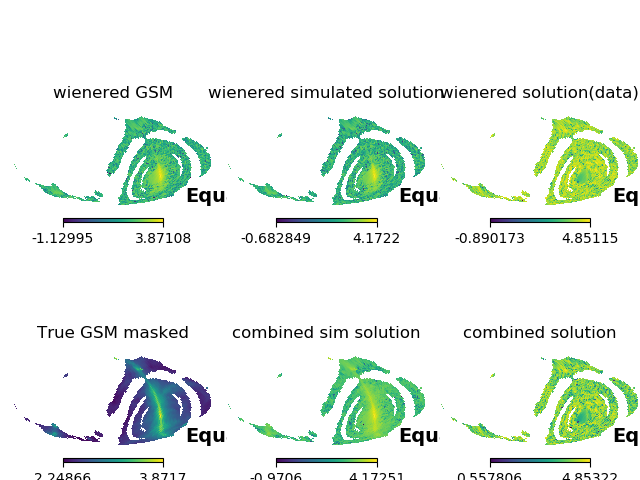 wienered GSM
wienered simulated solution
wienered solution(data)
Equ
Equ
Eq
-1.12995
3.87108
-0.682849
4.1722
-0.890173
4.85115
True GSM masked
combined sim solution
combined solution
Equ
Equ
Eq
2.24866
3.8717
-0.9706
4.17251
0.557806
4.85322